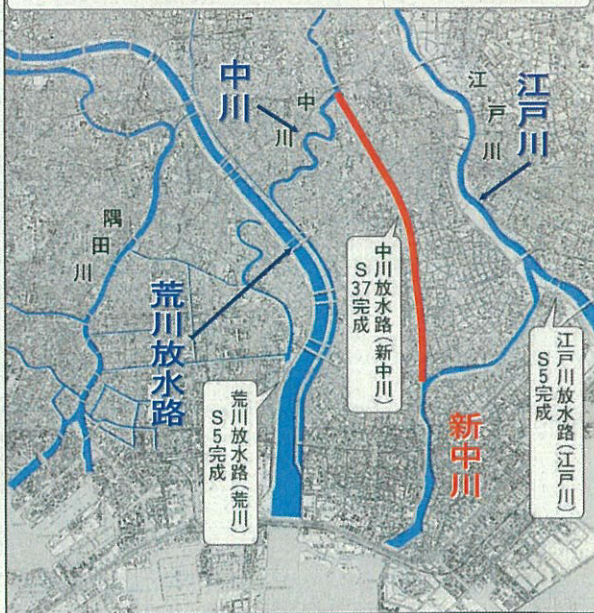 中川
江戸川
中川
江戸川
隅田川
荒川放水路
中川放水路(新中川)
S37完成
江戸川放水路(江戸川)
S5完成
荒川放水路(荒川)
S5完成
新中川